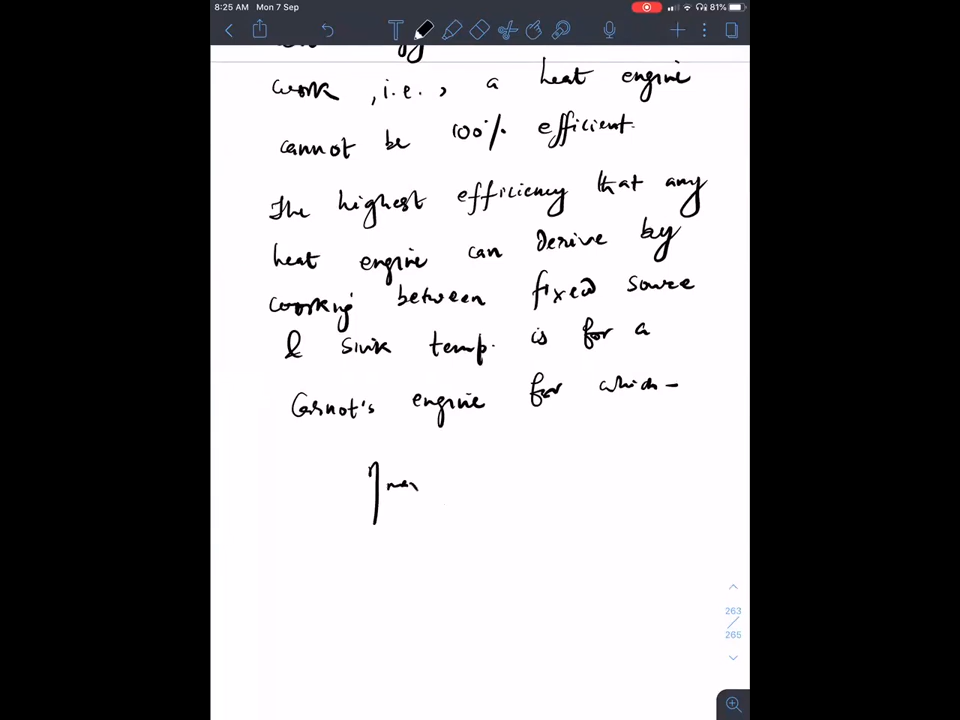 8:25 AM Mon 7 Sep
81%
T
work, i.e., a heat engine
cannot be 100% efficient.
The highest efficiency that any
heat engine can derive by
working between fixed source
& sink temp. is for a
Carnot's engine for which –
η max
263
265